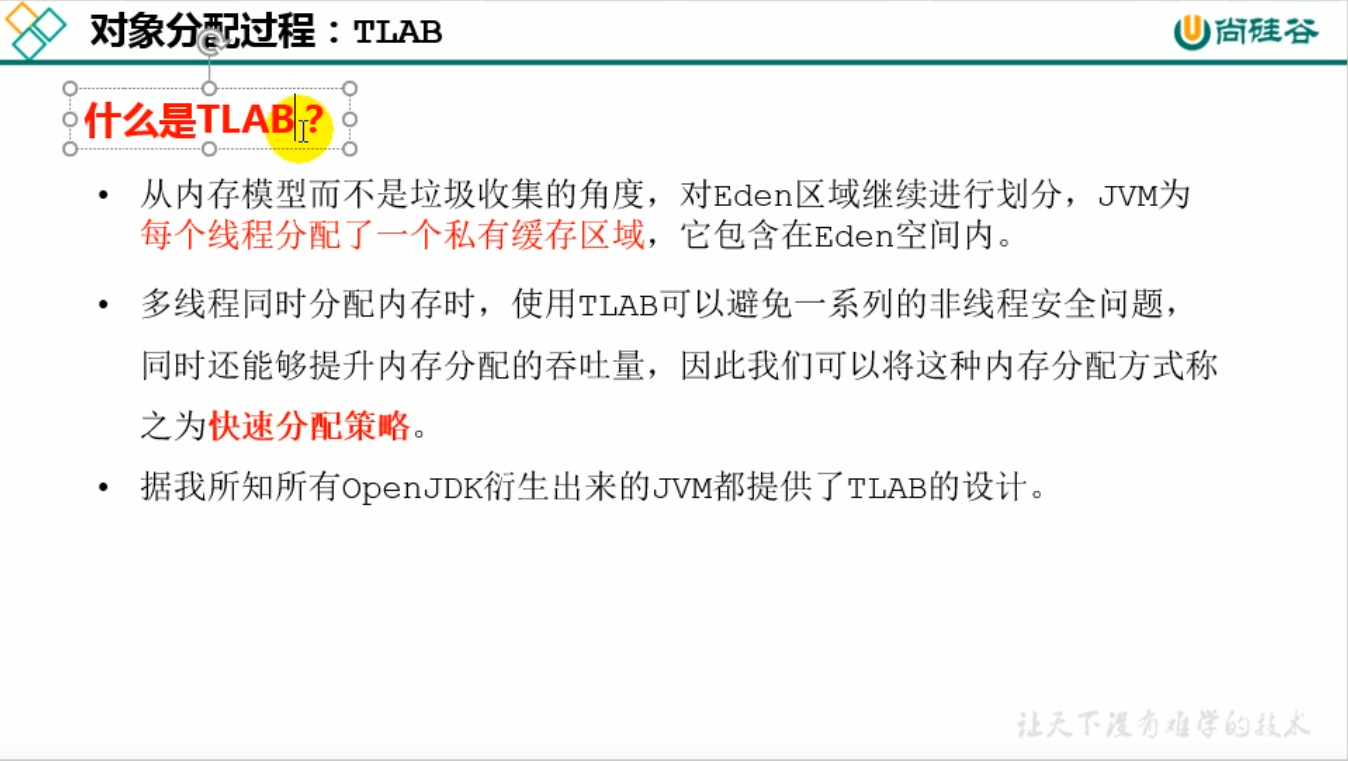 对象分配过程：TLAB
尚硅谷
什么是TLAB？
• 从内存模型而不是垃圾收集的角度，对Eden区域继续进行划分，JVM为
每个线程分配了一个私有缓存区域，它包含在Eden空间内。
• 多线程同时分配内存时，使用TLAB可以避免一系列的非线程安全问题，
同时还能够提升内存分配的吞吐量，因此我们可以将这种内存分配方式称
之为快速分配策略。
• 据我所知所有OpenJDK衍生出来的JVM都提供了TLAB的设计。
让天下没有难学的技术